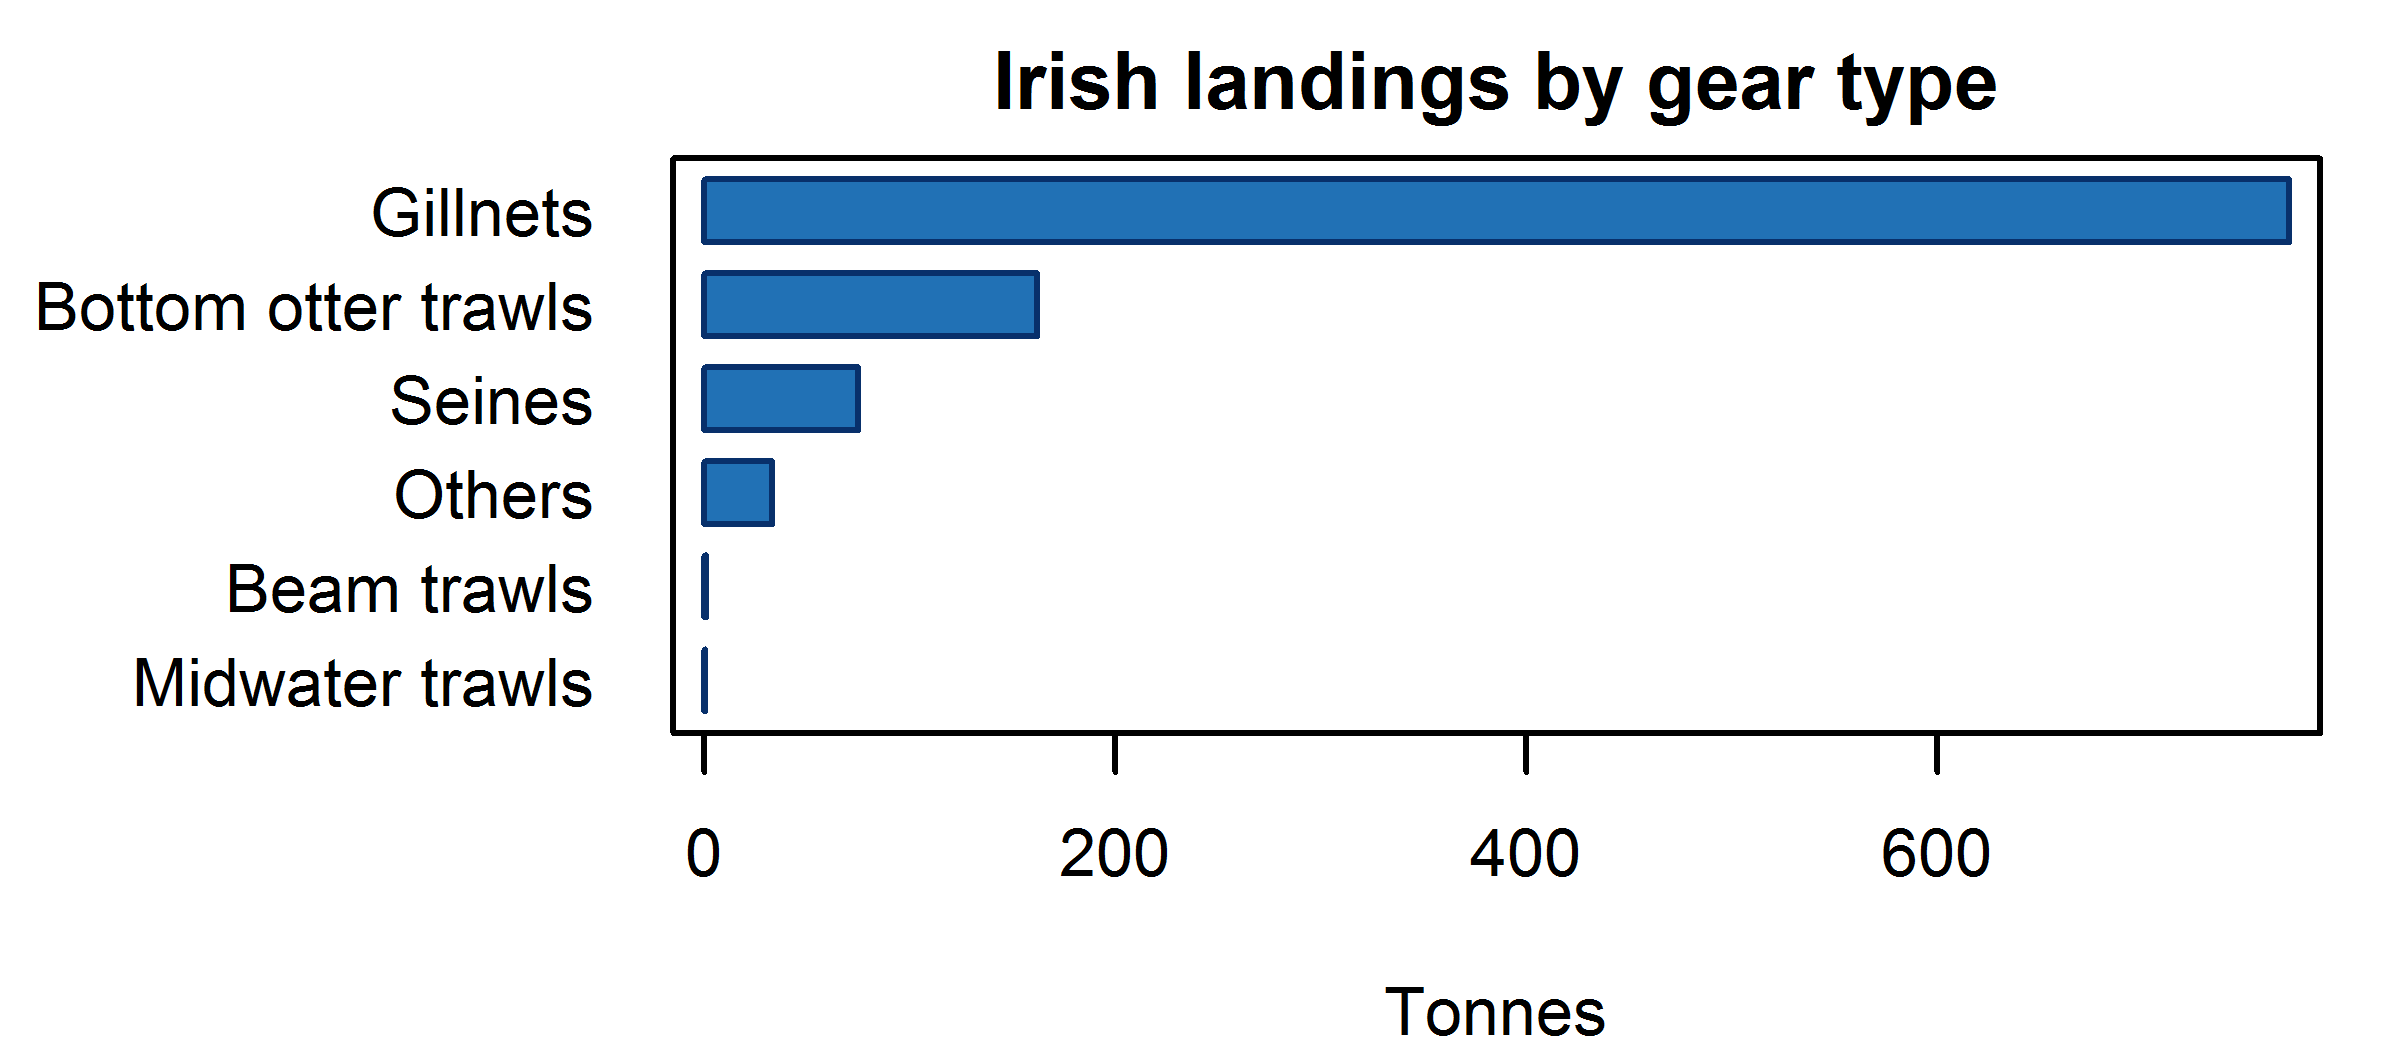 Irish landings by gear type
Gillnets
Bottom otter trawls
Seines
Others
Beam trawls
Midwater trawls
0 200 400 600
Tonnes